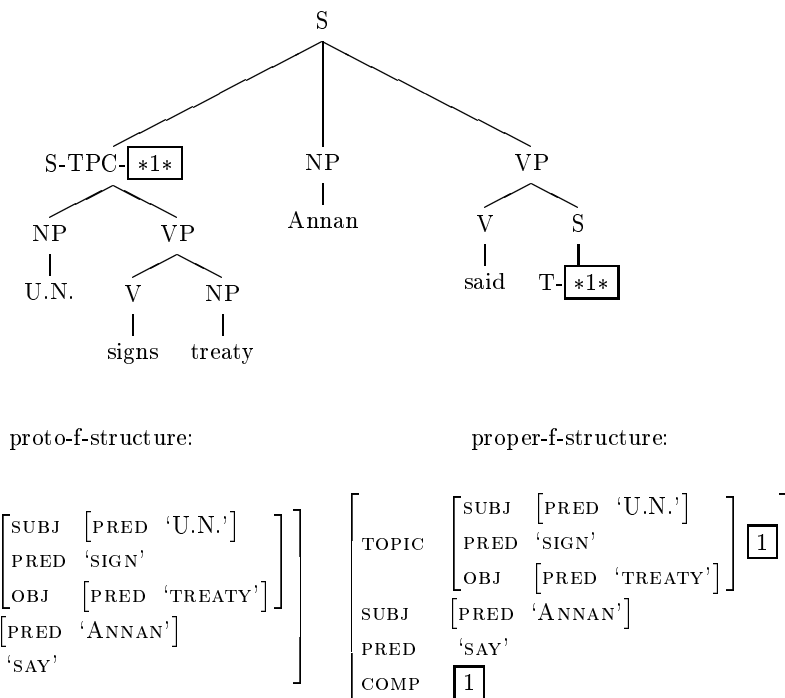 S
S-TPC- *1* NP VP
Annan
NP VP V S
U.N. V NP said T- *1*
signs treaty
proto-f-structure: proper-f-structure:
SUBJ [PRED ‘U.N.’] SUBJ [PRED ‘U.N.’]
TOPIC PRED ‘SIGN’ 1
PRED ‘SIGN’
OBJ [PRED ‘TREATY’] OBJ [PRED ‘TREATY’]
[PRED ‘ANNAN’] SUBJ [PRED ‘ANNAN’]
‘SAY’ PRED ‘SAY’
COMP 1